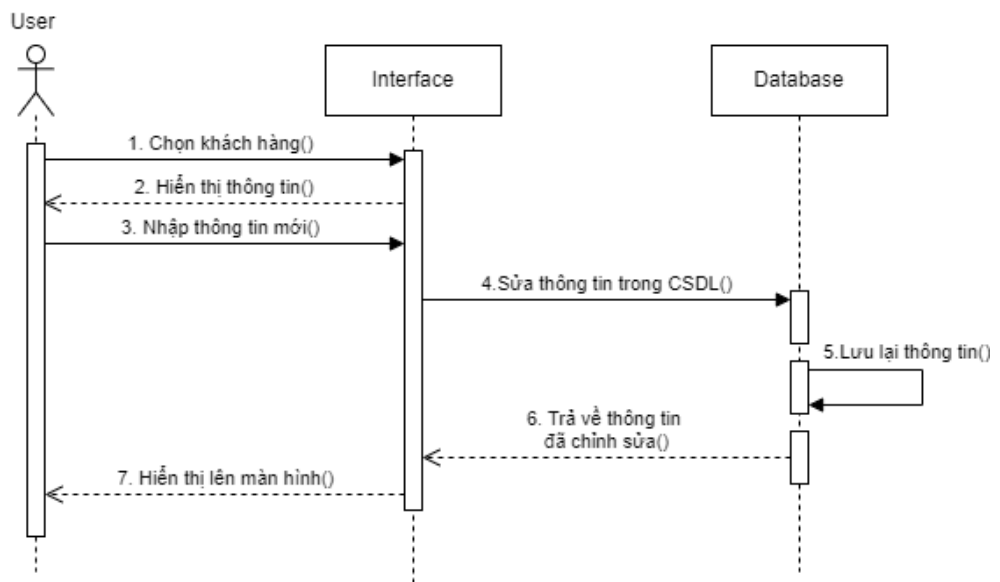 User
Interface
Database
1. Chọn khách hàng()
2. Hiển thị thông tin()
3. Nhập thông tin mới()
4.Sửa thông tin trong CSDL()
5.Lưu lại thông tin()
6. Trả về thông tin
đã chỉnh sửa()
7. Hiển thị lên màn hình()